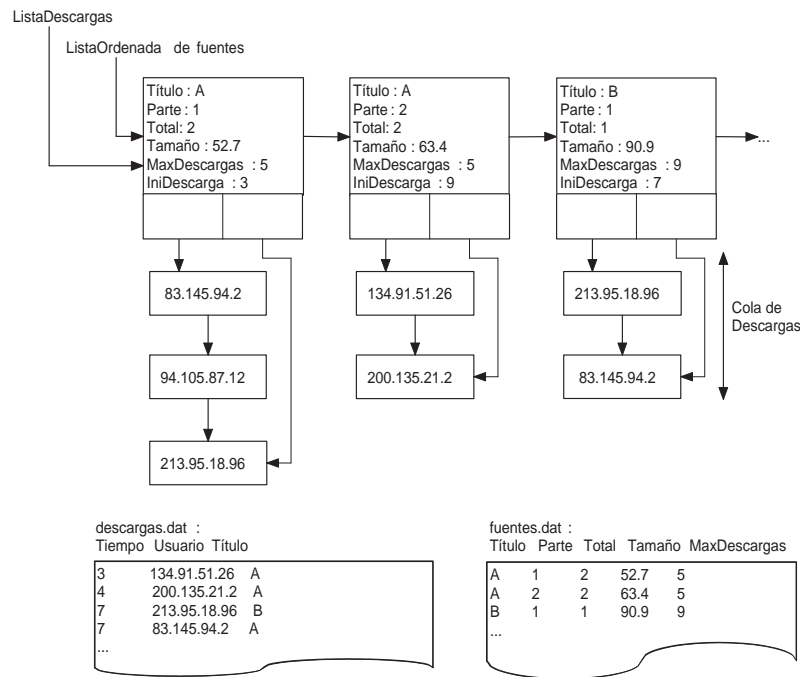 ListaDescargas
ListaOrdenada de fuentes
Título : A
Parte : 1
Total: 2
Tamaño : 52.7
MaxDescargas : 5
IniDescarga : 3
Título : A
Parte : 2
Total: 2
Tamaño : 63.4
MaxDescargas : 5
IniDescarga : 9
Título : B
Parte : 1
Total: 1
Tamaño : 90.9
MaxDescargas : 9
IniDescarga : 7
...
83.145.94.2
94.105.87.12
213.95.18.96
134.91.51.26
200.135.21.2
213.95.18.96
83.145.94.2
Cola de
Descargas
descargas.dat :
Tiempo Usuario Título
3 134.91.51.26 A
4 200.135.21.2 A
7 213.95.18.96 B
7 83.145.94.2 A
...
fuentes.dat :
Título Parte Total Tamaño MaxDescargas
A 1 2 52.7 5
A 2 2 63.4 5
B 1 1 90.9 9
...